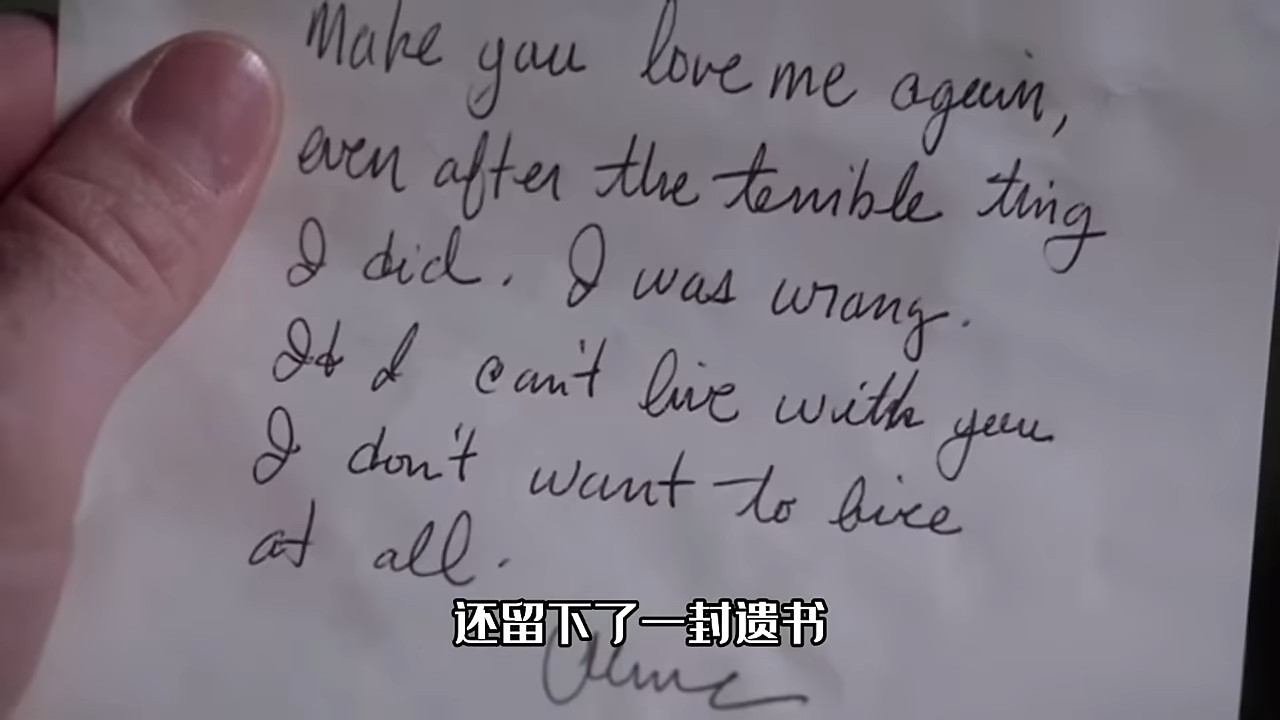 Make you love me again,
even after the terrible ting
I did. I was wrong.
If I can't live with you
I don't want to live
at all.
还留下了一封遗书